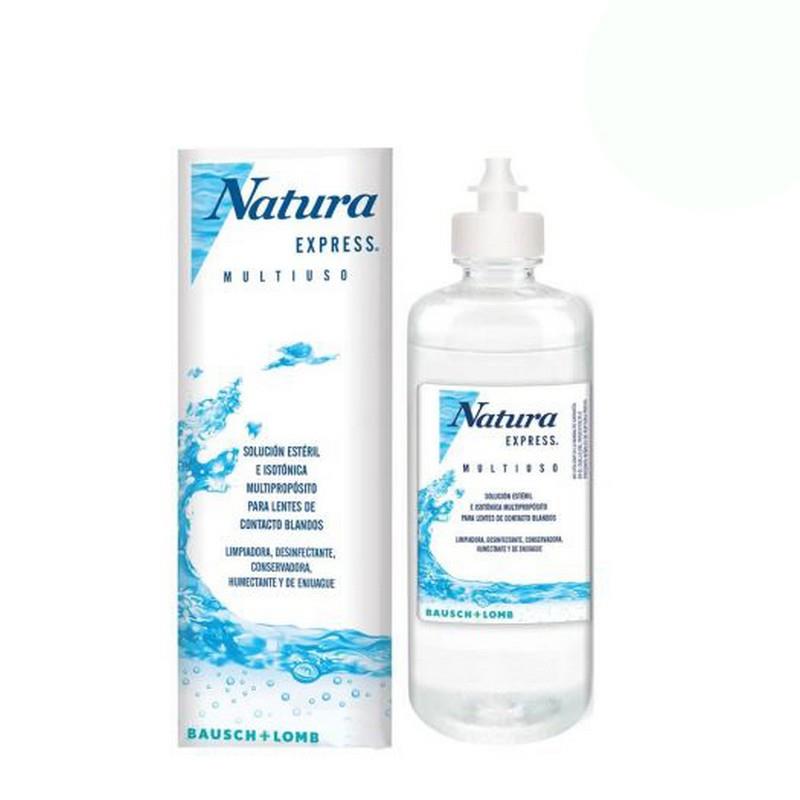 Natura
EXPRESS®
MULTIUSO
SOLUCIÓN ESTÉRIL
E ISOTÓNICA
MULTIPROPÓSITO
PARA LENTES DE
CONTACTO BLANDOS
LIMPIADORA, DESINFECTANTE,
CONSERVADORA,
HUMECTANTE Y DE ENJUAGUE
BAUSCH+LOMB
Natura
EXPRESS®
MULTIUSO
SOLUCIÓN ESTÉRIL
E ISOTÓNICA MULTIPROPÓSITO
PARA LENTES DE CONTACTO BLANDOS
LIMPIADORA, DESINFECTANTE, CONSERVADORA,
HUMECTANTE Y DE ENJUAGUE
BAUSCH+LOMB